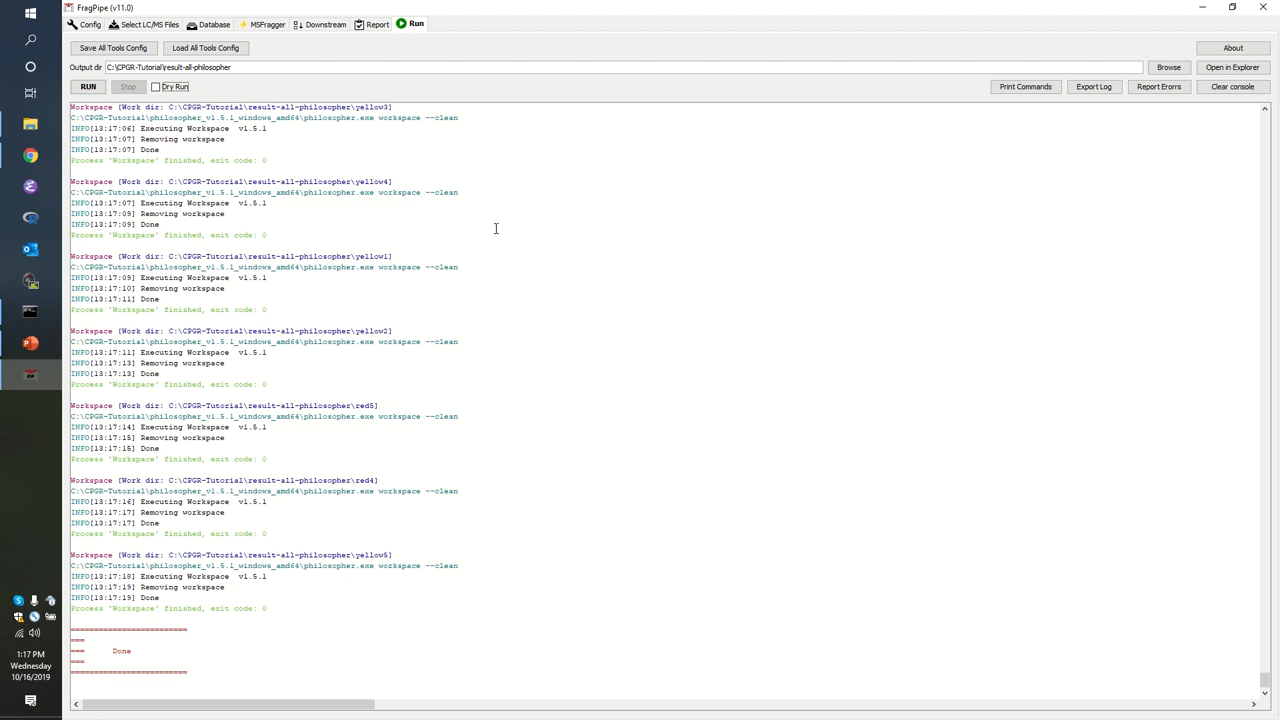 FragPipe (v11.0)
Config Select LC/MS Files Database MSFragger Downstream Report Run
Save All Tools Config Load All Tools Config About
Output dir C:\CPGR-Tutorial\result-all-philosopher Browse Open in Explorer
RUN Stop Dry Run Print Commands Export Log Report Erorrs Clear console
Workspace [Work dir: C:\CPGR-Tutorial\result-all-philosopher\yellow3]
C:\CPGR-Tutorial\philosopher_v1.5.1_windows_amd64\philosopher.exe workspace --clean
INFO[13:17:06] Executing Workspace  v1.5.1
INFO[13:17:07] Removing workspace
INFO[13:17:07] Done
Process 'Workspace' finished, exit code: 0
Workspace [Work dir: C:\CPGR-Tutorial\result-all-philosopher\yellow4]
C:\CPGR-Tutorial\philosopher_v1.5.1_windows_amd64\philosopher.exe workspace --clean
INFO[13:17:07] Executing Workspace  v1.5.1
INFO[13:17:09] Removing workspace
INFO[13:17:09] Done
Process 'Workspace' finished, exit code: 0
Workspace [Work dir: C:\CPGR-Tutorial\result-all-philosopher\yellow1]
C:\CPGR-Tutorial\philosopher_v1.5.1_windows_amd64\philosopher.exe workspace --clean
INFO[13:17:09] Executing Workspace  v1.5.1
INFO[13:17:10] Removing workspace
INFO[13:17:11] Done
Process 'Workspace' finished, exit code: 0
Workspace [Work dir: C:\CPGR-Tutorial\result-all-philosopher\yellow2]
C:\CPGR-Tutorial\philosopher_v1.5.1_windows_amd64\philosopher.exe workspace --clean
INFO[13:17:11] Executing Workspace  v1.5.1
INFO[13:17:13] Removing workspace
INFO[13:17:13] Done
Process 'Workspace' finished, exit code: 0
Workspace [Work dir: C:\CPGR-Tutorial\result-all-philosopher\red5]
C:\CPGR-Tutorial\philosopher_v1.5.1_windows_amd64\philosopher.exe workspace --clean
INFO[13:17:14] Executing Workspace  v1.5.1
INFO[13:17:15] Removing workspace
INFO[13:17:15] Done
Process 'Workspace' finished, exit code: 0
Workspace [Work dir: C:\CPGR-Tutorial\result-all-philosopher\red4]
C:\CPGR-Tutorial\philosopher_v1.5.1_windows_amd64\philosopher.exe workspace --clean
INFO[13:17:16] Executing Workspace  v1.5.1
INFO[13:17:17] Removing workspace
INFO[13:17:17] Done
Process 'Workspace' finished, exit code: 0
Workspace [Work dir: C:\CPGR-Tutorial\result-all-philosopher\yellow5]
C:\CPGR-Tutorial\philosopher_v1.5.1_windows_amd64\philosopher.exe workspace --clean
INFO[13:17:18] Executing Workspace  v1.5.1
INFO[13:17:19] Removing workspace
INFO[13:17:19] Done
Process 'Workspace' finished, exit code: 0
=========================
===
===      Done
===
=========================
1:17 PM
Wednesday
10/16/2019